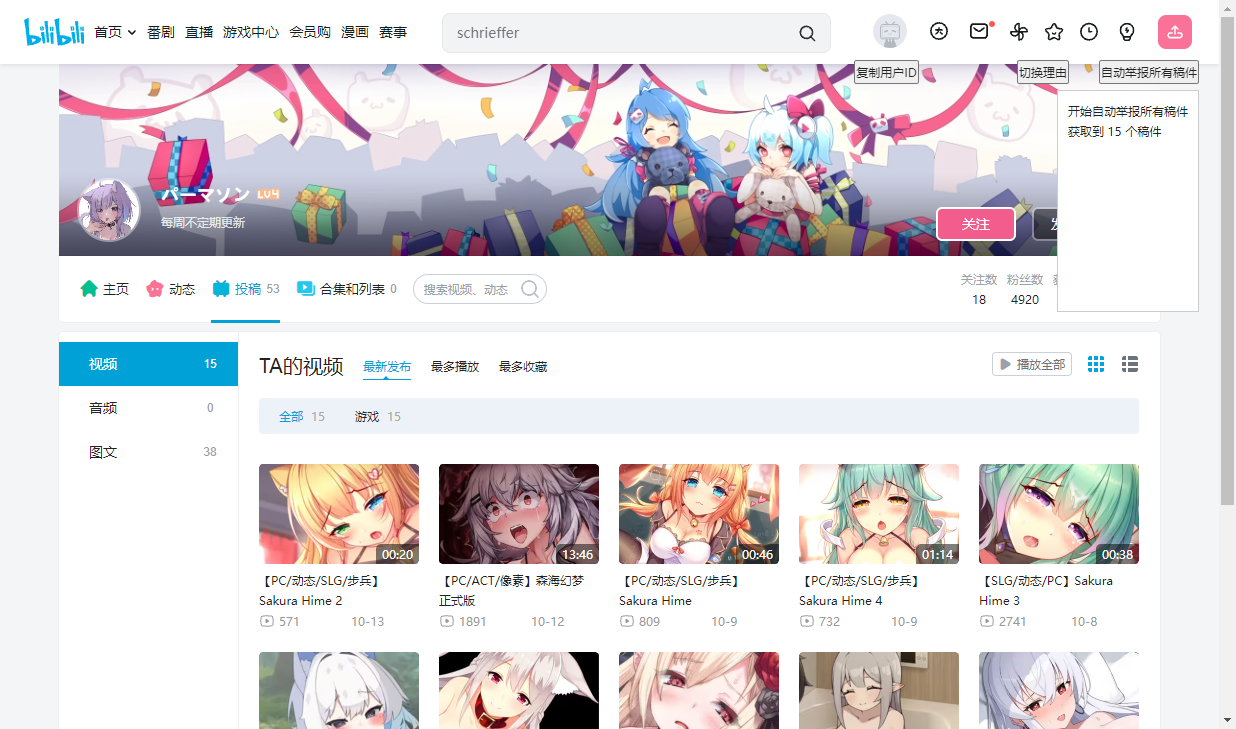 bilibili 首页 番剧 直播 游戏中心 会员购 漫画 赛事 schrieffer
复制用户ID 切换理由 自动举报所有稿件
开始自动举报所有稿件
获取到 15 个稿件
パーマソン LV4
每周不定期更新
关注
主页 动态 投稿 53 合集和列表 0 搜索视频、动态
关注数 粉丝数
18 4920
视频 15
音频 0
图文 38
TA的视频 最新发布 最多播放 最多收藏 播放全部
全部 15 游戏 15
00:20 13:46 00:46 01:14 00:38
【PC/动态/SLG/步兵】 【PC/ACT/像素】森海幻梦 【PC/动态/SLG/步兵】 【PC/动态/SLG/步兵】 【SLG/动态/PC】Sakura
Sakura Hime 2 正式版 Sakura Hime Sakura Hime 4 Hime 3
571 10-13 1891 10-12 809 10-9 732 10-9 2741 10-8